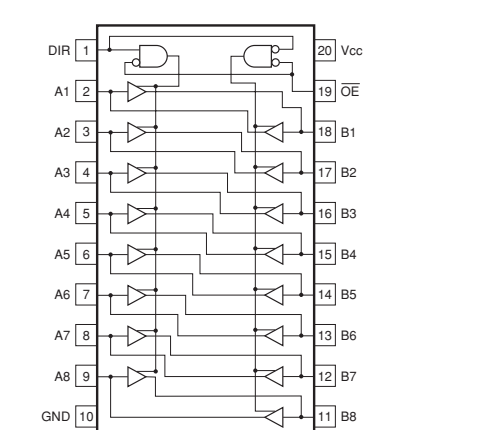 DIR 1 20 Vcc
A1 2 19 OE
A2 3 18 B1
A3 4 17 B2
A4 5 16 B3
A5 6 15 B4
A6 7 14 B5
A7 8 13 B6
A8 9 12 B7
GND 10 11 B8